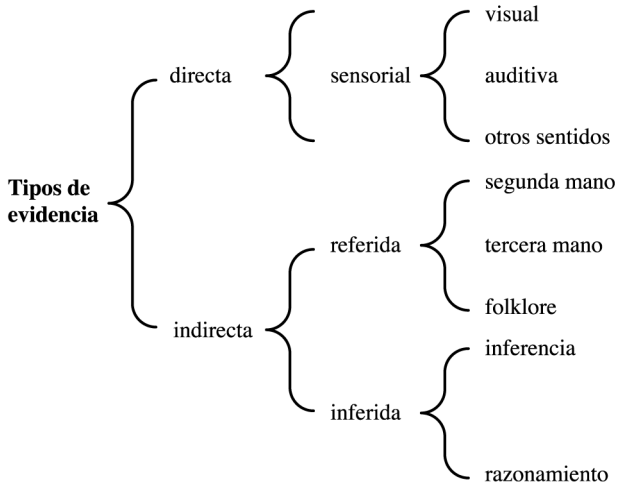 Tipos de
evidencia
directa
sensorial
visual
auditiva
otros sentidos
indirecta
referida
segunda mano
tercera mano
folklore
inferida
inferencia
razonamiento